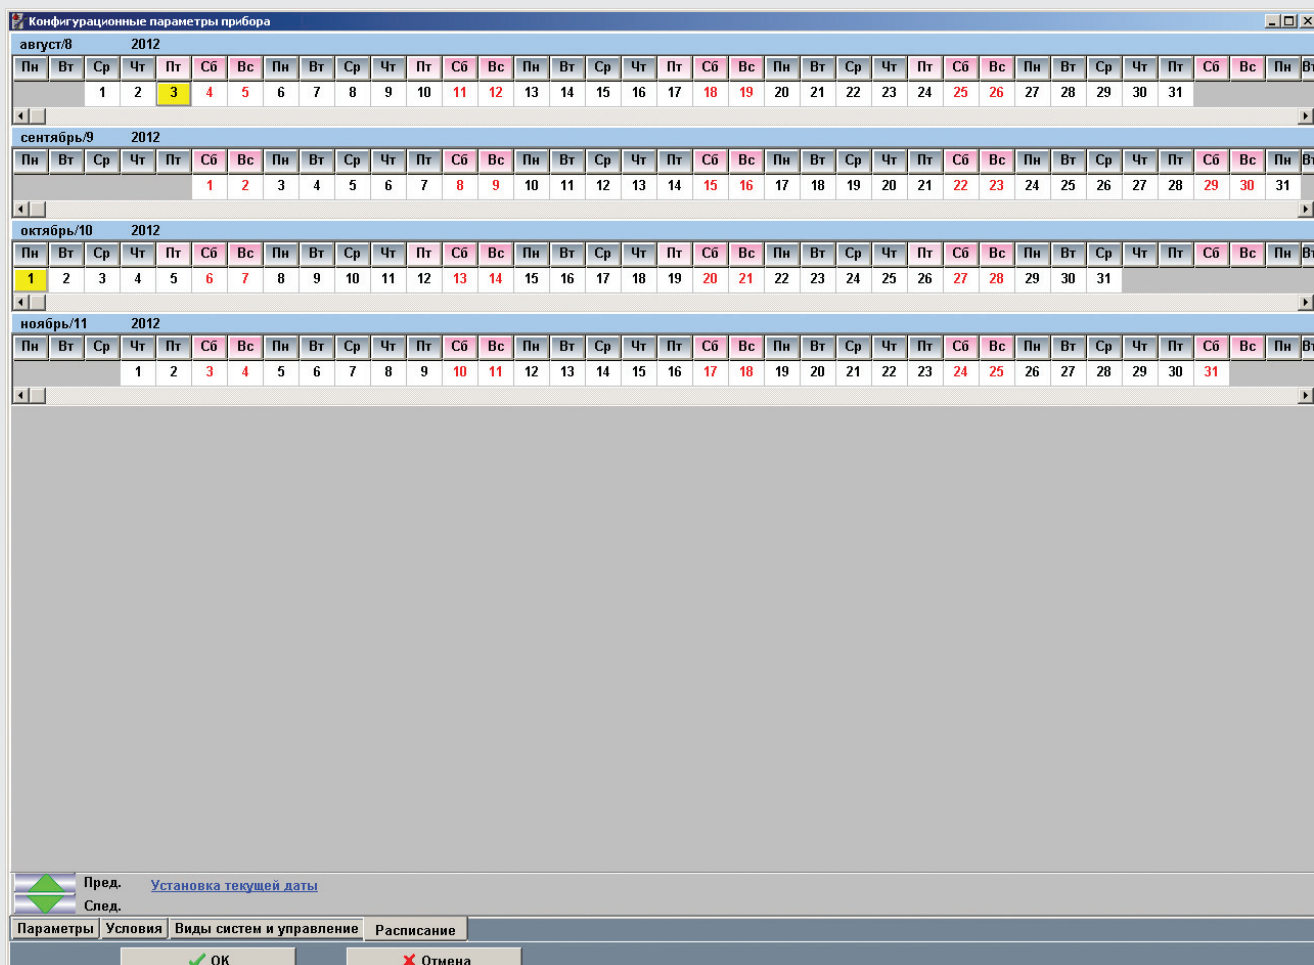 Конфигурационные параметры прибора
август/8 2012
Пн Вт Ср Чт Пт Сб Вс Пн Вт Ср Чт Пт Сб Вс Пн Вт Ср Чт Пт Сб Вс Пн Вт Ср Чт Пт Сб Вс Пн Вт Ср Чт Пт Сб Вс Пн Вт
1 2 3 4 5 6 7 8 9 10 11 12 13 14 15 16 17 18 19 20 21 22 23 24 25 26 27 28 29 30 31
сентябрь/9 2012
Пн Вт Ср Чт Пт Сб Вс Пн Вт Ср Чт Пт Сб Вс Пн Вт Ср Чт Пт Сб Вс Пн Вт Ср Чт Пт Сб Вс Пн Вт Ср Чт Пт Сб Вс Пн Вт
1 2 3 4 5 6 7 8 9 10 11 12 13 14 15 16 17 18 19 20 21 22 23 24 25 26 27 28 29 30 31
октябрь/10 2012
Пн Вт Ср Чт Пт Сб Вс Пн Вт Ср Чт Пт Сб Вс Пн Вт Ср Чт Пт Сб Вс Пн Вт Ср Чт Пт Сб Вс Пн Вт Ср Чт Пт Сб Вс Пн Вт
1 2 3 4 5 6 7 8 9 10 11 12 13 14 15 16 17 18 19 20 21 22 23 24 25 26 27 28 29 30 31
ноябрь/11 2012
Пн Вт Ср Чт Пт Сб Вс Пн Вт Ср Чт Пт Сб Вс Пн Вт Ср Чт Пт Сб Вс Пн Вт Ср Чт Пт Сб Вс Пн Вт Ср Чт Пт Сб Вс Пн Вт
1 2 3 4 5 6 7 8 9 10 11 12 13 14 15 16 17 18 19 20 21 22 23 24 25 26 27 28 29 30 31
Пред. Установка текущей даты
След.
Параметры Условия Виды систем и управление Расписание
ОК Отмена